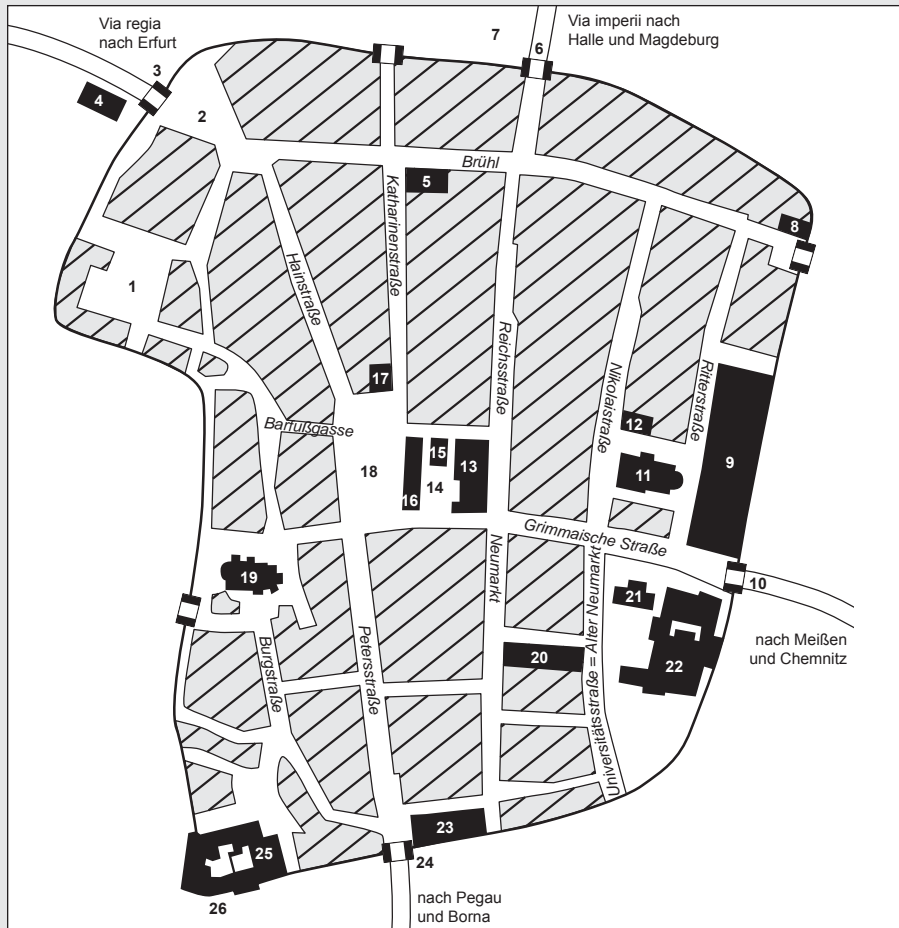 Via regia
nach Erfurt
7
6
Via imperii nach
Halle und Magdeburg
3
4
2
Brühl
5
8
Katharinenstraße
Hainstraße
1
Reichsstraße
Nikolaistraße
Ritterstraße
17
Barfußgasse
12
18
15
13
14
16
11
9
Grimmaische Straße
Neumarkt
19
10
21
nach Meißen
und Chemnitz
Burgstraße
Petersstraße
20
Universitätsstraße = Alter Neumarkt
22
23
25
24
26
nach Pegau
und Borna